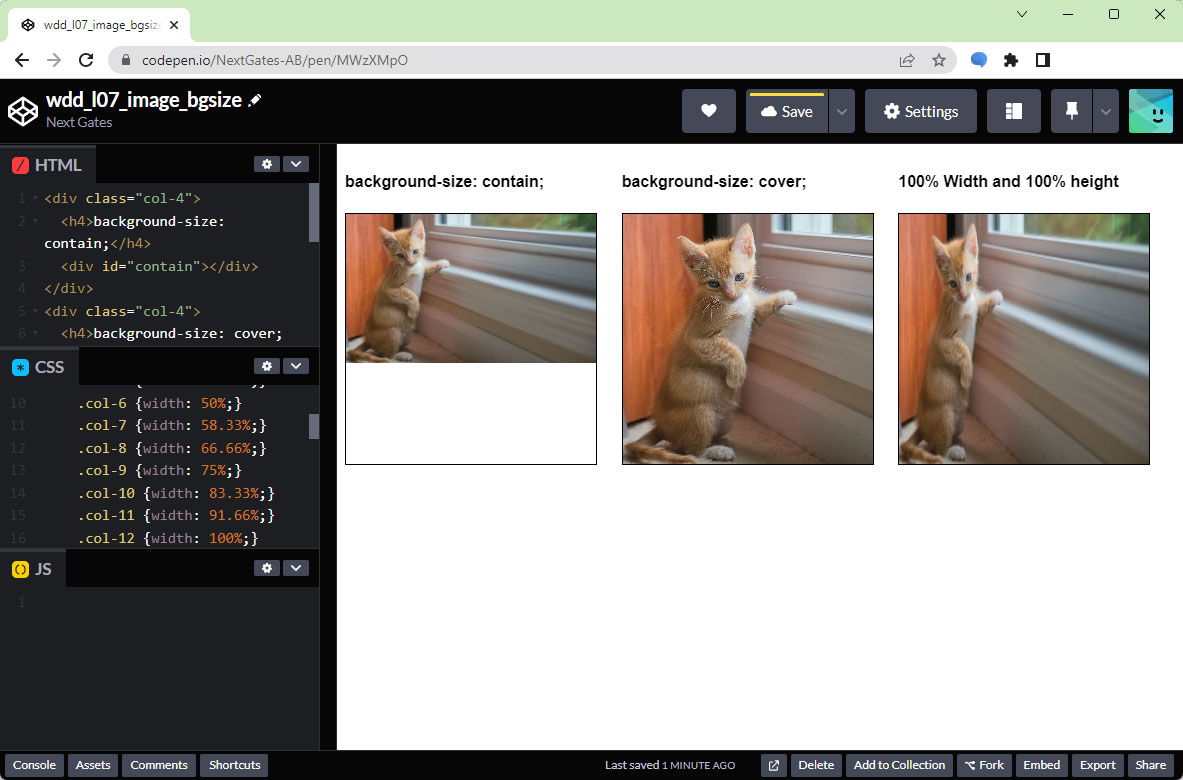 wdd_l07_image_bgsize
codepen.io/NextGates-AB/pen/MWzXMpO
wdd_l07_image_bgsize
Next Gates
Save
Settings
HTML
1 <div class="col-4">
2 <h4>background-size:
contain;</h4>
3 <div id="contain"></div>
4 </div>
5 <div class="col-4">
6 <h4>background-size: cover;
CSS
10 .col-6 {width: 50%;}
11 .col-7 {width: 58.33%;}
12 .col-8 {width: 66.66%;}
13 .col-9 {width: 75%;}
14 .col-10 {width: 83.33%;}
15 .col-11 {width: 91.66%;}
16 .col-12 {width: 100%;}
JS
1
background-size: contain;
background-size: cover;
100% Width and 100% height
Console Assets Comments Shortcuts
Last saved 1 MINUTE AGO
Delete Add to Collection Fork Embed Export Share